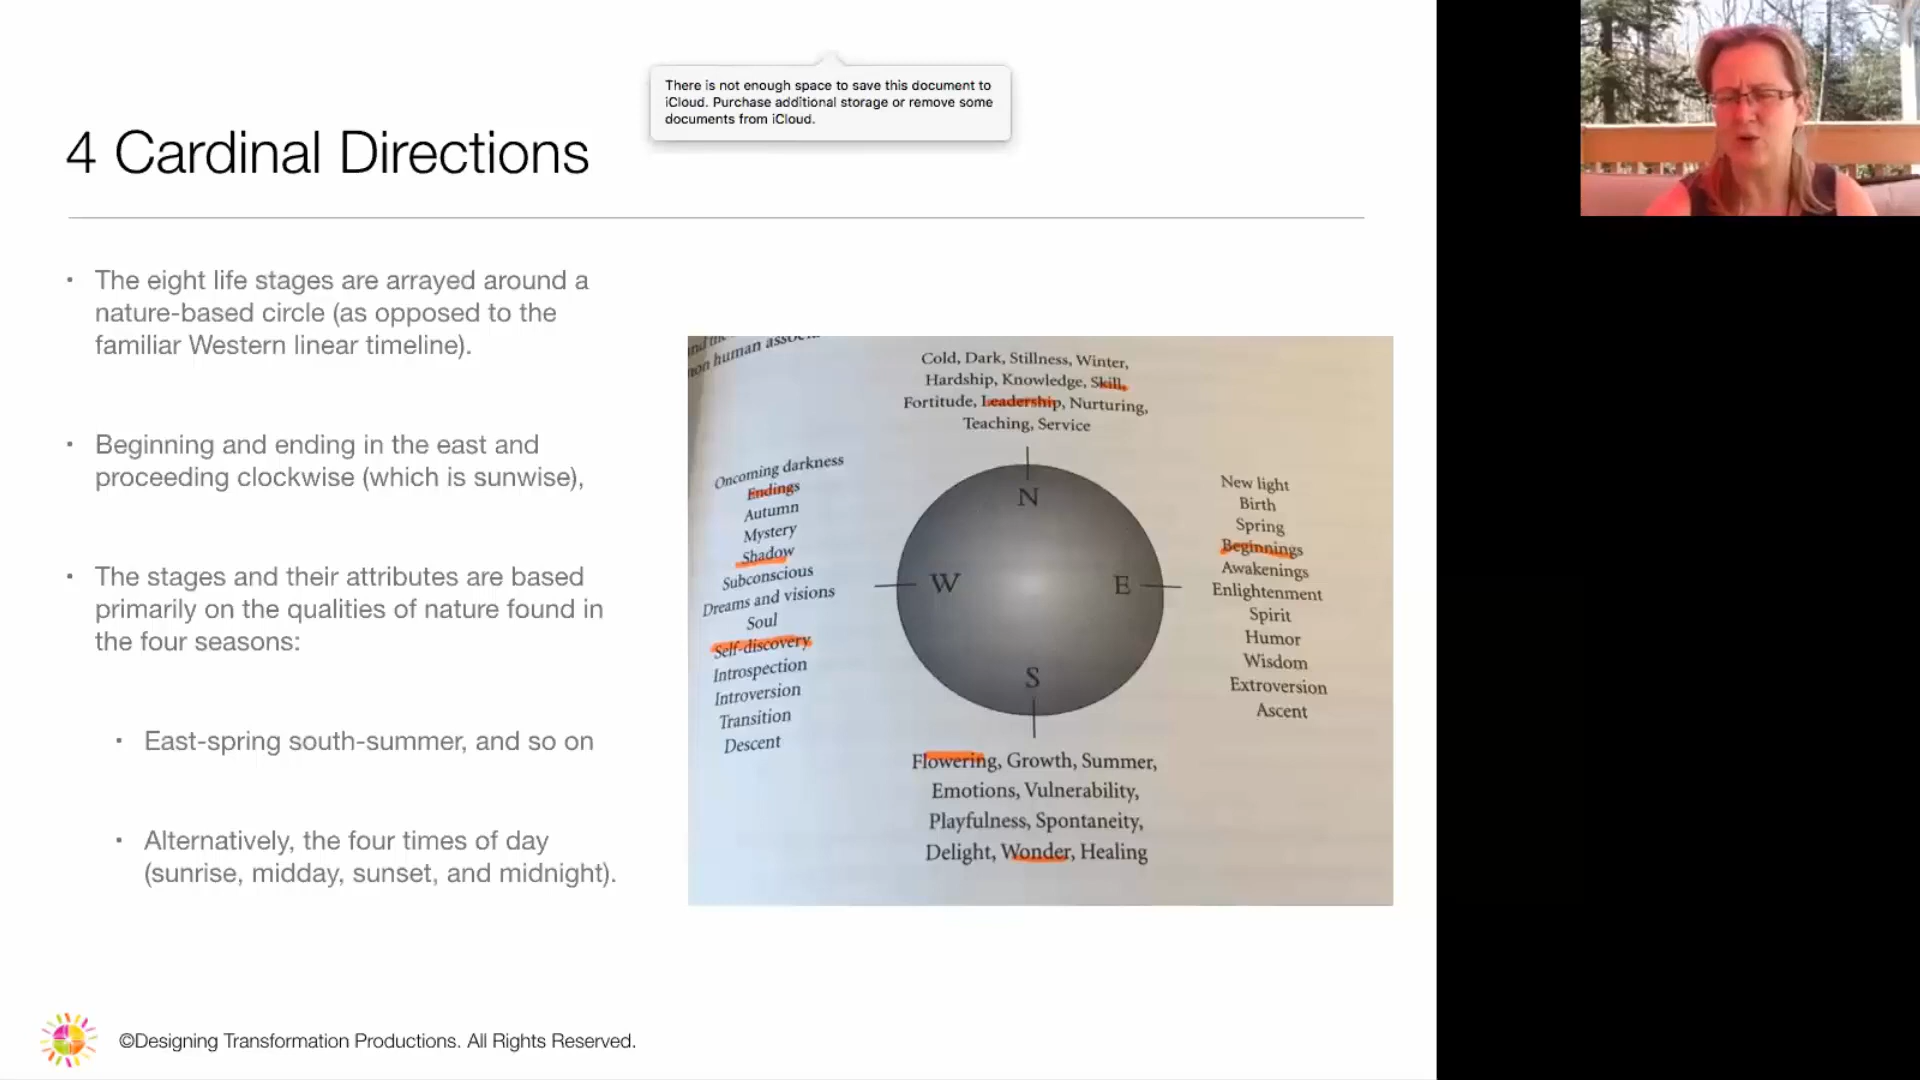 There is not enough space to save this document to
iCloud. Purchase additional storage or remove some
documents from iCloud.
4 Cardinal Directions
• The eight life stages are arrayed around a
nature-based circle (as opposed to the
familiar Western linear timeline).
• Beginning and ending in the east and
proceeding clockwise (which is sunwise),
• The stages and their attributes are based
primarily on the qualities of nature found in
the four seasons:
• East-spring south-summer, and so on
• Alternatively, the four times of day
(sunrise, midday, sunset, and midnight).
human
Cold, Dark, Stillness, Winter,
Hardship, Knowledge, Skill,
Fortitude, Leadership, Nurturing,
Teaching, Service
Oncoming darkness
Endings
Autumn
Mystery
Shadow
Subconscious
Dreams and visions
Soul
Self-discovery
Introspection
Introversion
Transition
Descent
N
W
E
S
New light
Birth
Spring
Beginnings
Awakenings
Enlightenment
Spirit
Humor
Wisdom
Extroversion
Ascent
Flowering, Growth, Summer,
Emotions, Vulnerability,
Playfulness, Spontaneity,
Delight, Wonder, Healing
©Designing Transformation Productions. All Rights Reserved.